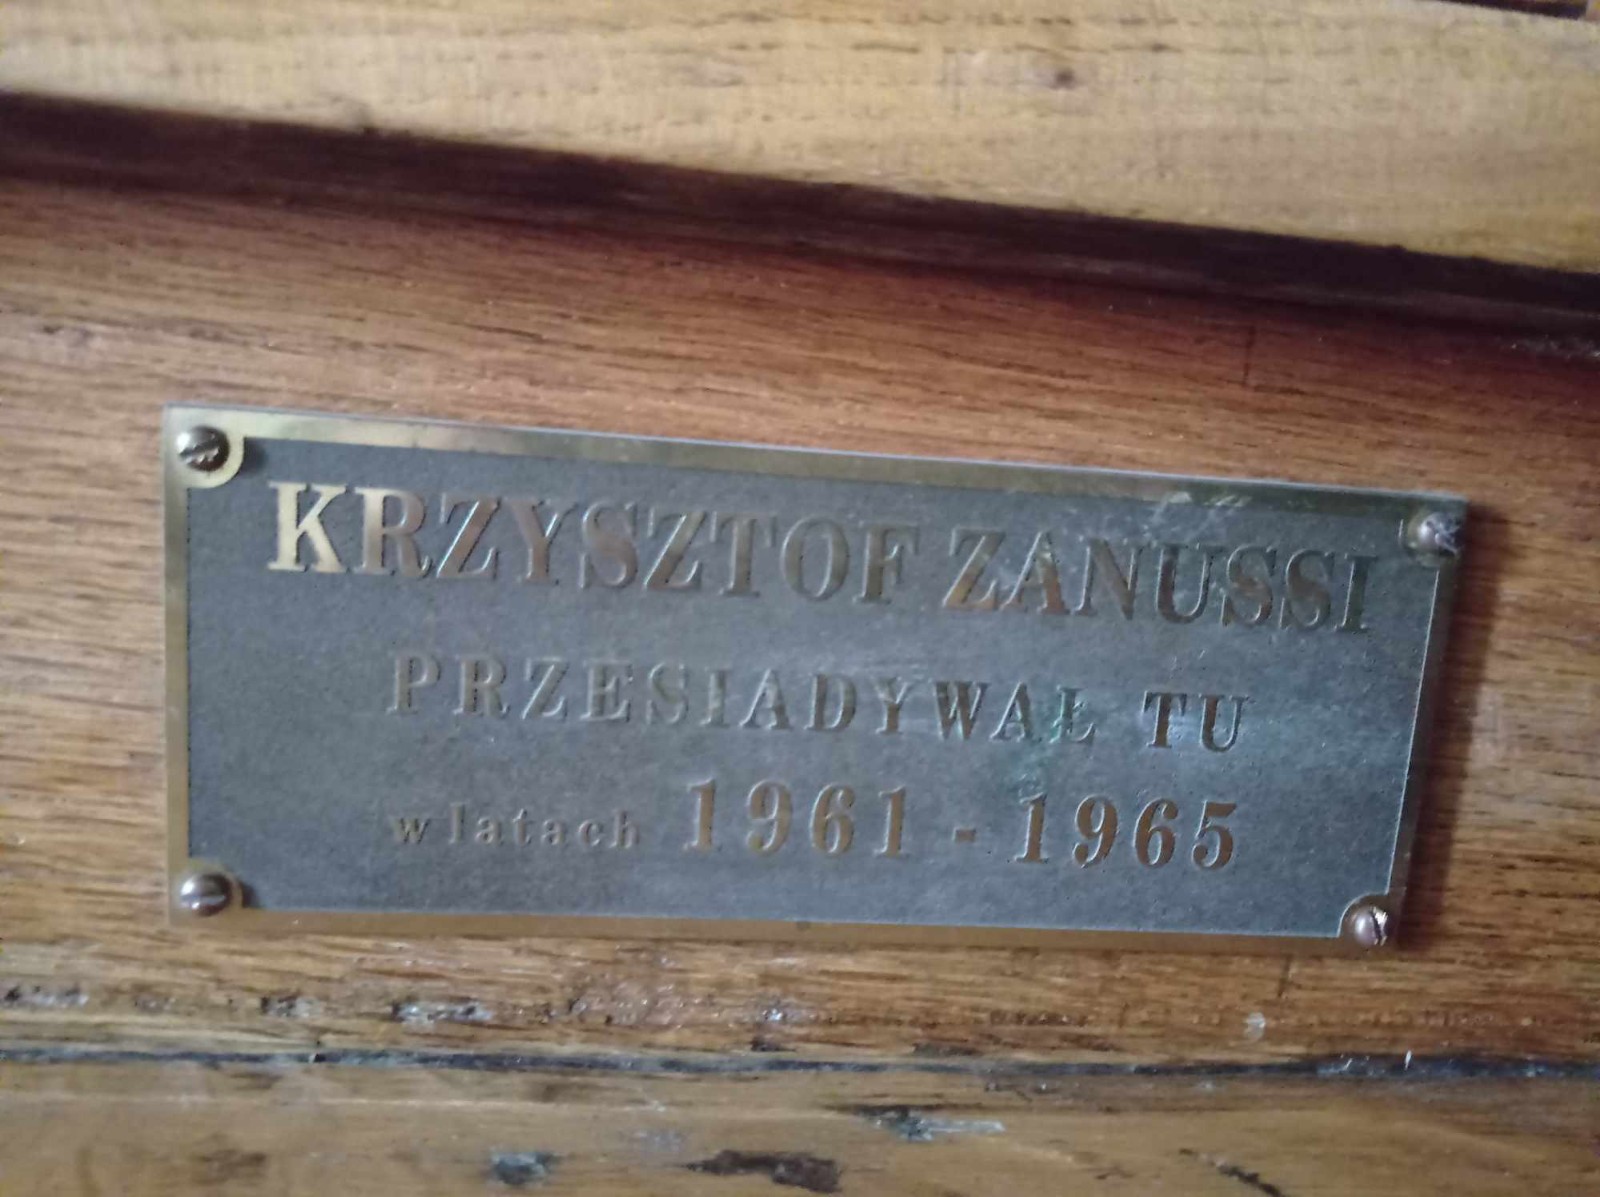 KRZYSZTOF ZANUSSI
PRZESIADYWAŁ TU
w latach 1961 - 1965